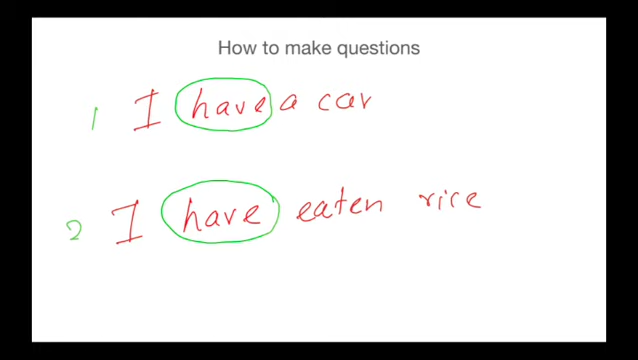 How to make questions
1 I have a car
2 I have eaten rice